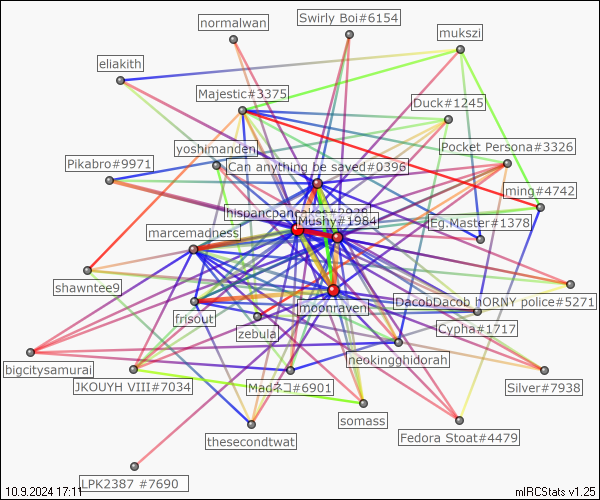 normalwan
Swirly Boi#6154
mukszi
eliakith
Majestic#3375
Duck#1245
yoshimanden
Pocket Persona#3326
Pikabro#9971
Can anything be saved#0396
ming#4742
Mushy#1984
Eg.Master#1378
marcemadness
shawntee9
DacobDacob hORNY police#5271
frisout
moonraven
zebula
Cypha#1717
bigcitysamurai
neokingghidorah
JKOUYH VIII#7034
Madネコ#6901
Silver#7938
somass
thesecondtwat
Fedora Stoat#4479
LPK2387 #7690
10.9.2024 17:11
mIRCStats v1.25